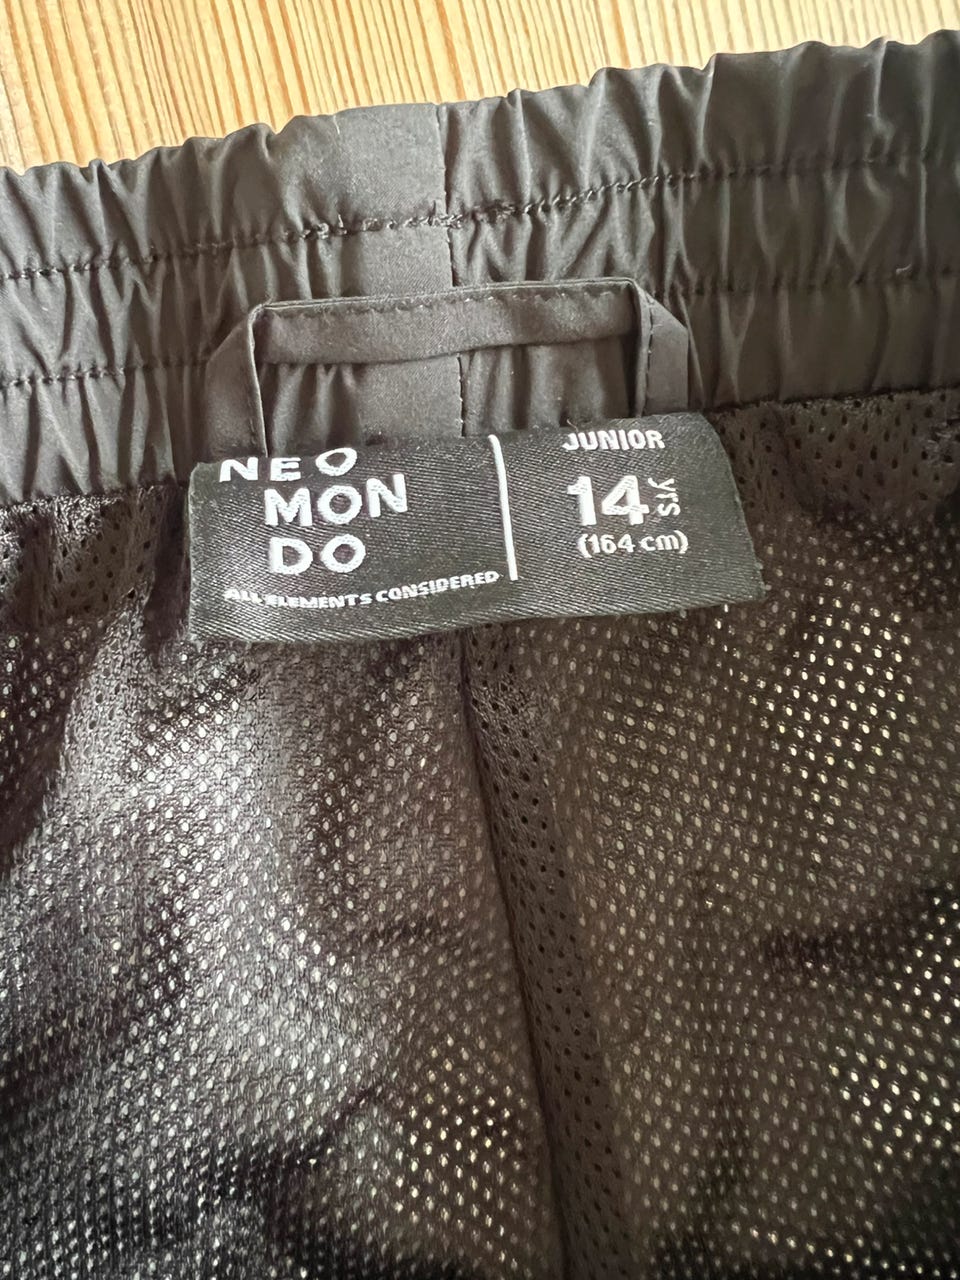 NEO
MON
DO
ALL ELEMENTS CONSIDERED
JUNIOR
14 yrs
(164 cm)